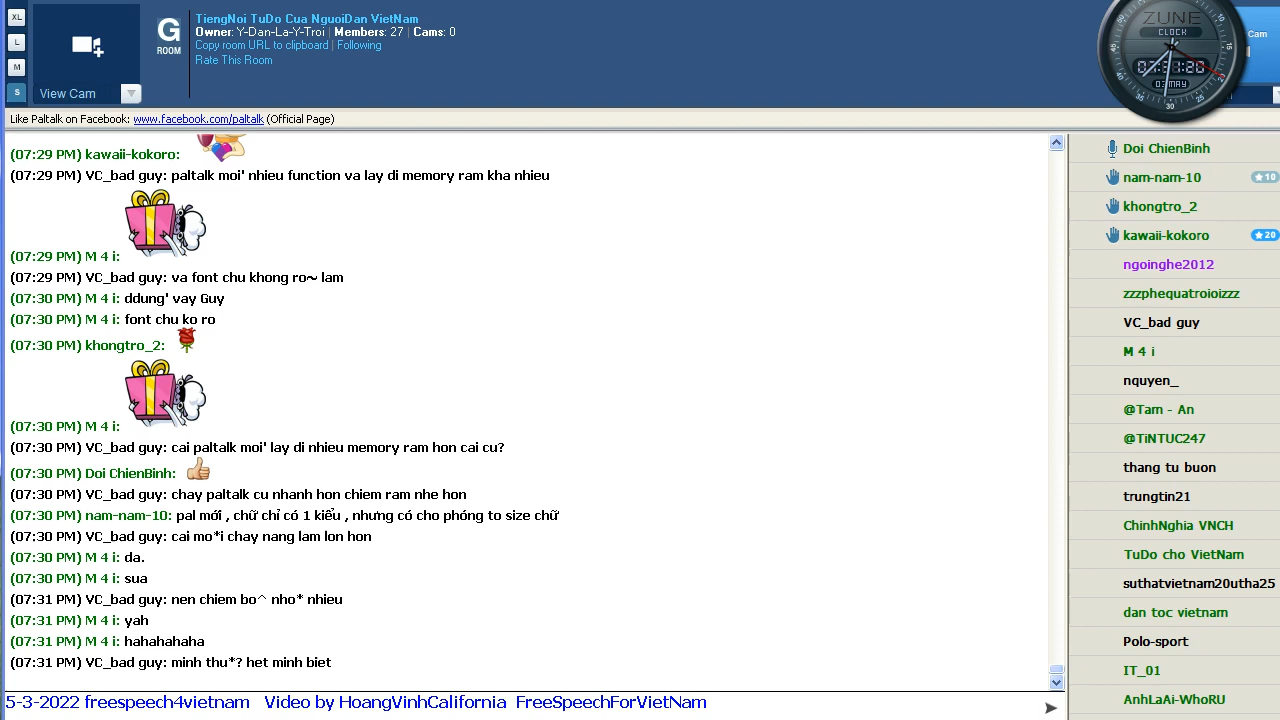 XL
L
M
S
View Cam
G
ROOM
TiengNoi TuDo Cua NguoiDan VietNam
Owner: Y-Dan-La-Y-Troi | Members: 27 | Cams: 0
Copy room URL to clipboard | Following
Rate This Room
ZUNE
CLOCK
03 MAY
Cam
Like Paltalk on Facebook: www.facebook.com/paltalk (Official Page)
(07:29 PM) kawaii-kokoro:
(07:29 PM) VC_bad guy: paltalk moi' nhieu function va lay di memory ram kha nhieu
(07:29 PM) M 4 i:
(07:29 PM) VC_bad guy: va font chu khong ro~ lam
(07:30 PM) M 4 i: ddung' vay Guy
(07:30 PM) M 4 i: font chu ko ro
(07:30 PM) khongtro_2:
(07:30 PM) M 4 i:
(07:30 PM) VC_bad guy: cai paltalk moi' lay di nhieu memory ram hon cai cu?
(07:30 PM) Doi ChienBinh:
(07:30 PM) VC_bad guy: chay paltalk cu nhanh hon chiem ram nhe hon
(07:30 PM) nam-nam-10: pal mới , chữ chỉ có 1 kiểu , nhưng có cho phóng to size chữ
(07:30 PM) VC_bad guy: cai mo*i chay nang lam lon hon
(07:30 PM) M 4 i: da.
(07:30 PM) M 4 i: sua
(07:31 PM) VC_bad guy: nen chiem bo^ nho* nhieu
(07:31 PM) M 4 i: yah
(07:31 PM) M 4 i: hahahahaha
(07:31 PM) VC_bad guy: minh thu*? het minh biet
Doi ChienBinh
nam-nam-10 10
khongtro_2
kawaii-kokoro 20
ngoinghe2012
zzzphequatroioizzz
VC_bad guy
M 4 i
nquyen_
@Tam - An
@TiNTUC247
thang tu buon
trungtin21
ChinhNghia VNCH
TuDo cho VietNam
suthatvietnam20utha25
dan toc vietnam
Polo-sport
IT_01
AnhLaAi-WhoRU
5-3-2022 freespeech4vietnam Video by HoangVinhCalifornia FreeSpeechForVietNam